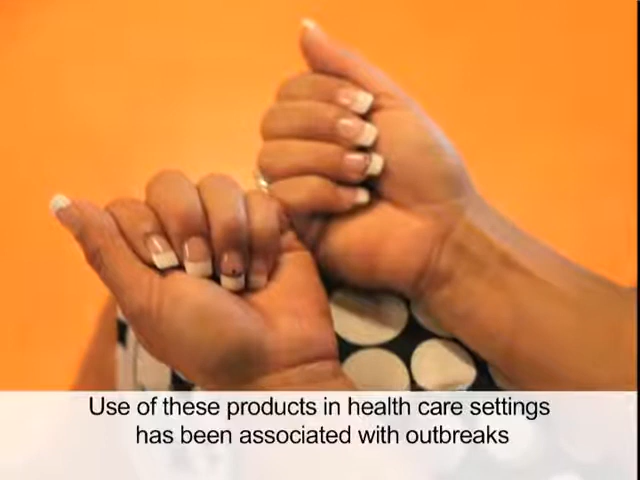 Use of these products in health care settings
has been associated with outbreaks